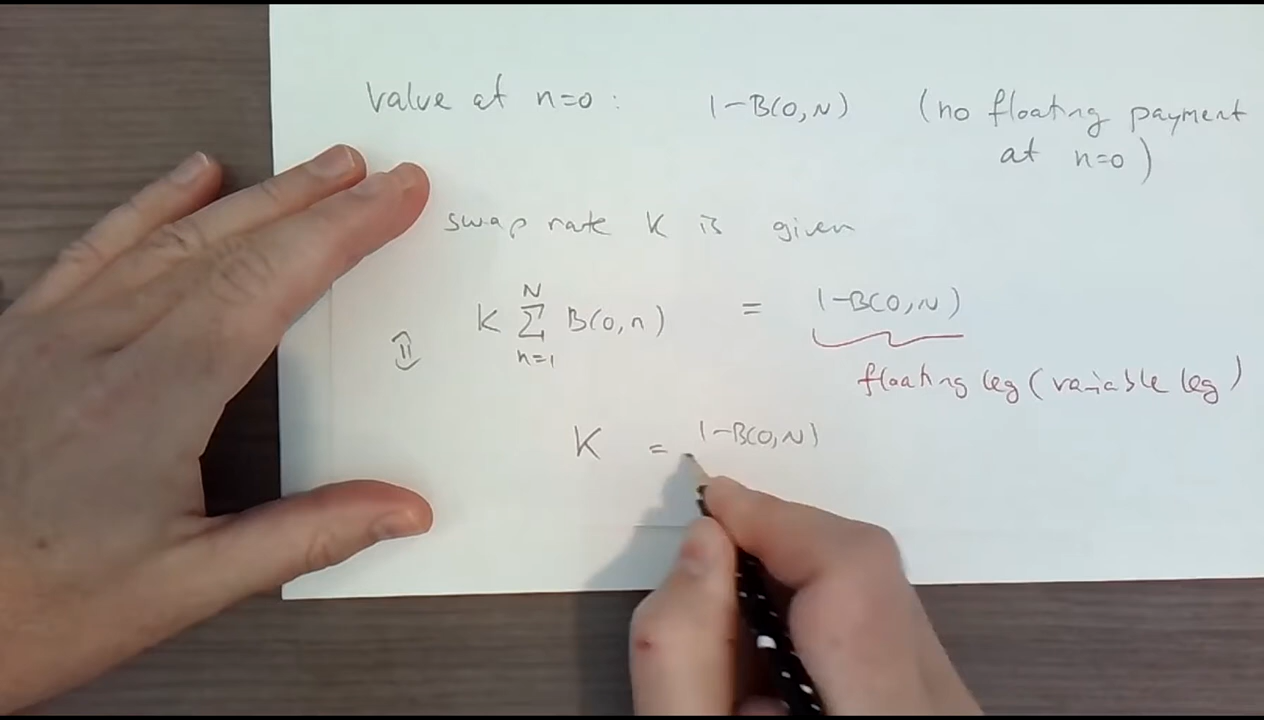 Value at n=0 : 1-B(0,N) (no floating payment
at n=0)
swap rate K is given
N
K Σ B(0,n) = 1-B(0,N)
n=1
floating leg (variable leg)
K = 1-B(0,N)